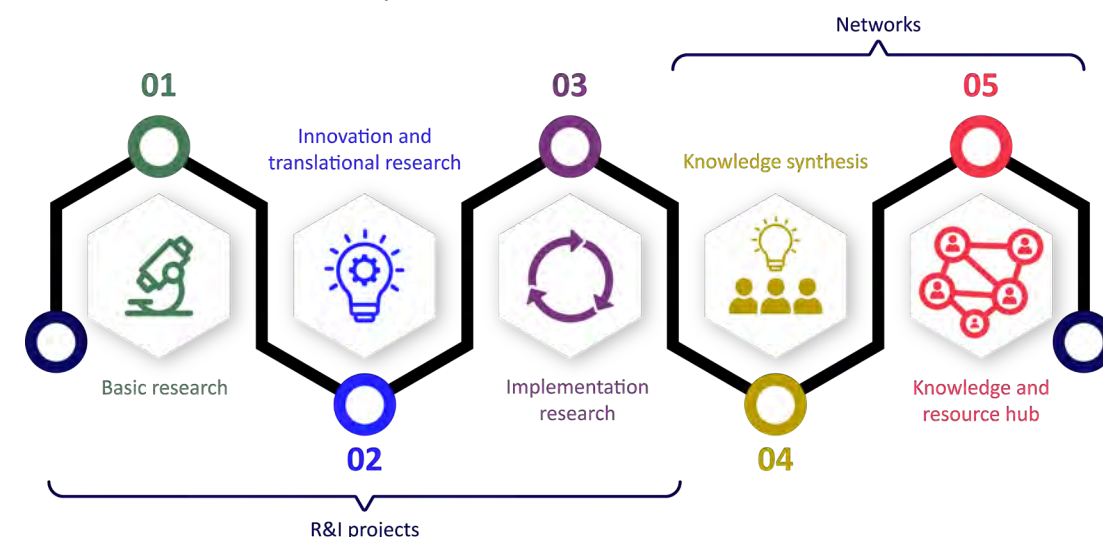 Networks
01
03
05
Innovation and
translational research
Knowledge synthesis
Basic research
Implementation
research
Knowledge and
resource hub
02
04
R&I projects